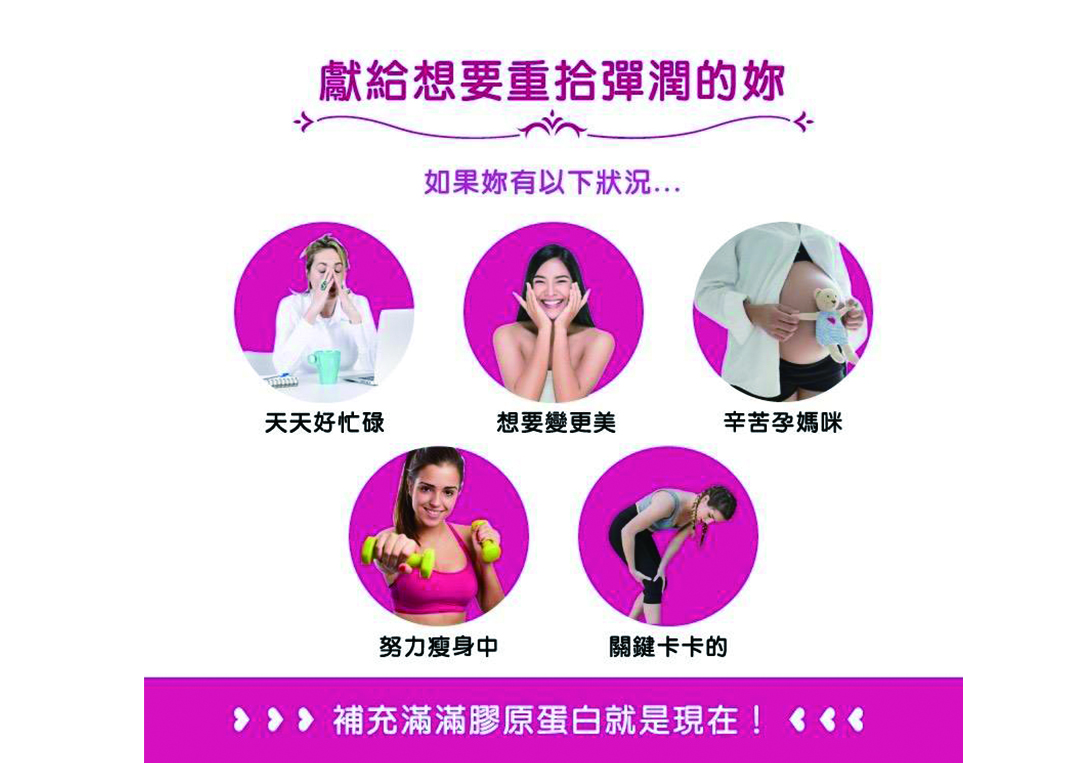 獻給想要重拾彈潤的妳
如果妳有以下狀況...
天天好忙碌
想要變更美
辛苦孕媽咪
努力瘦身中
關鍵卡卡的
補充滿滿膠原蛋白就是現在！